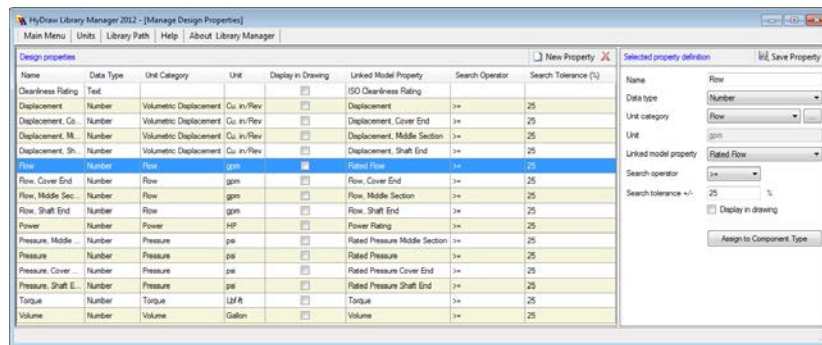 HyDraw Library Manager 2012 - [Manage Design Properties]
Main Menu Units Library Path Help About Library Manager
Design properties New Property Selected property definition Save Property
Name Data Type Unit Category Unit Display in Drawing Linked Model Property Search Operator Search Tolerance (%)
Cleanliness Rating Text ISO Cleanliness Rating
Displacement Number Volumetric Displacement Cu. in/Rev Displacement >= 25
Displacement, Co... Number Volumetric Displacement Cu. in/Rev Displacement, Cover End >= 25
Displacement, Mi... Number Volumetric Displacement Cu. in/Rev Displacement, Middle Section >= 25
Displacement, Sh... Number Volumetric Displacement Cu. in/Rev Displacement, Shaft End >= 25
Flow Number Flow gpm Rated Flow >= 25
Flow, Cover End Number Flow gpm Flow, Cover End >= 25
Flow, Middle Sec... Number Flow gpm Flow, Middle Section >= 25
Flow, Shaft End Number Flow gpm Flow, Shaft End >= 25
Power Number Power HP Power Rating >= 25
Pressure, Middle ... Number Pressure psi Rated Pressure Middle Section >= 25
Pressure Number Pressure psi Rated Pressure >= 25
Pressure, Cover ... Number Pressure psi Rated Pressure Cover End >= 25
Pressure, Shaft E... Number Pressure psi Rated Pressure Shaft End >= 25
Torque Number Torque Lbf·ft Torque >= 25
Volume Number Volume Gallon Volume >= 25
Name Flow
Data type Number
Unit category Flow ...
Unit gpm
Linked model property Rated Flow
Search operator >=
Search tolerance +/- 25 %
Display in drawing
Assign to Component Type